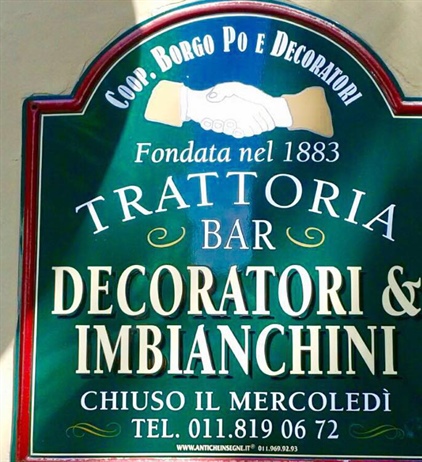 COOP. BORGO PO E DECORATORI
Fondata nel 1883
TRATTORIA
BAR
DECORATORI &
IMBIANCHINI
CHIUSO IL MERCOLEDÌ
TEL. 011.819 06 72
WWW.ANTICHEINSEGNE.IT® 011.969.92.93